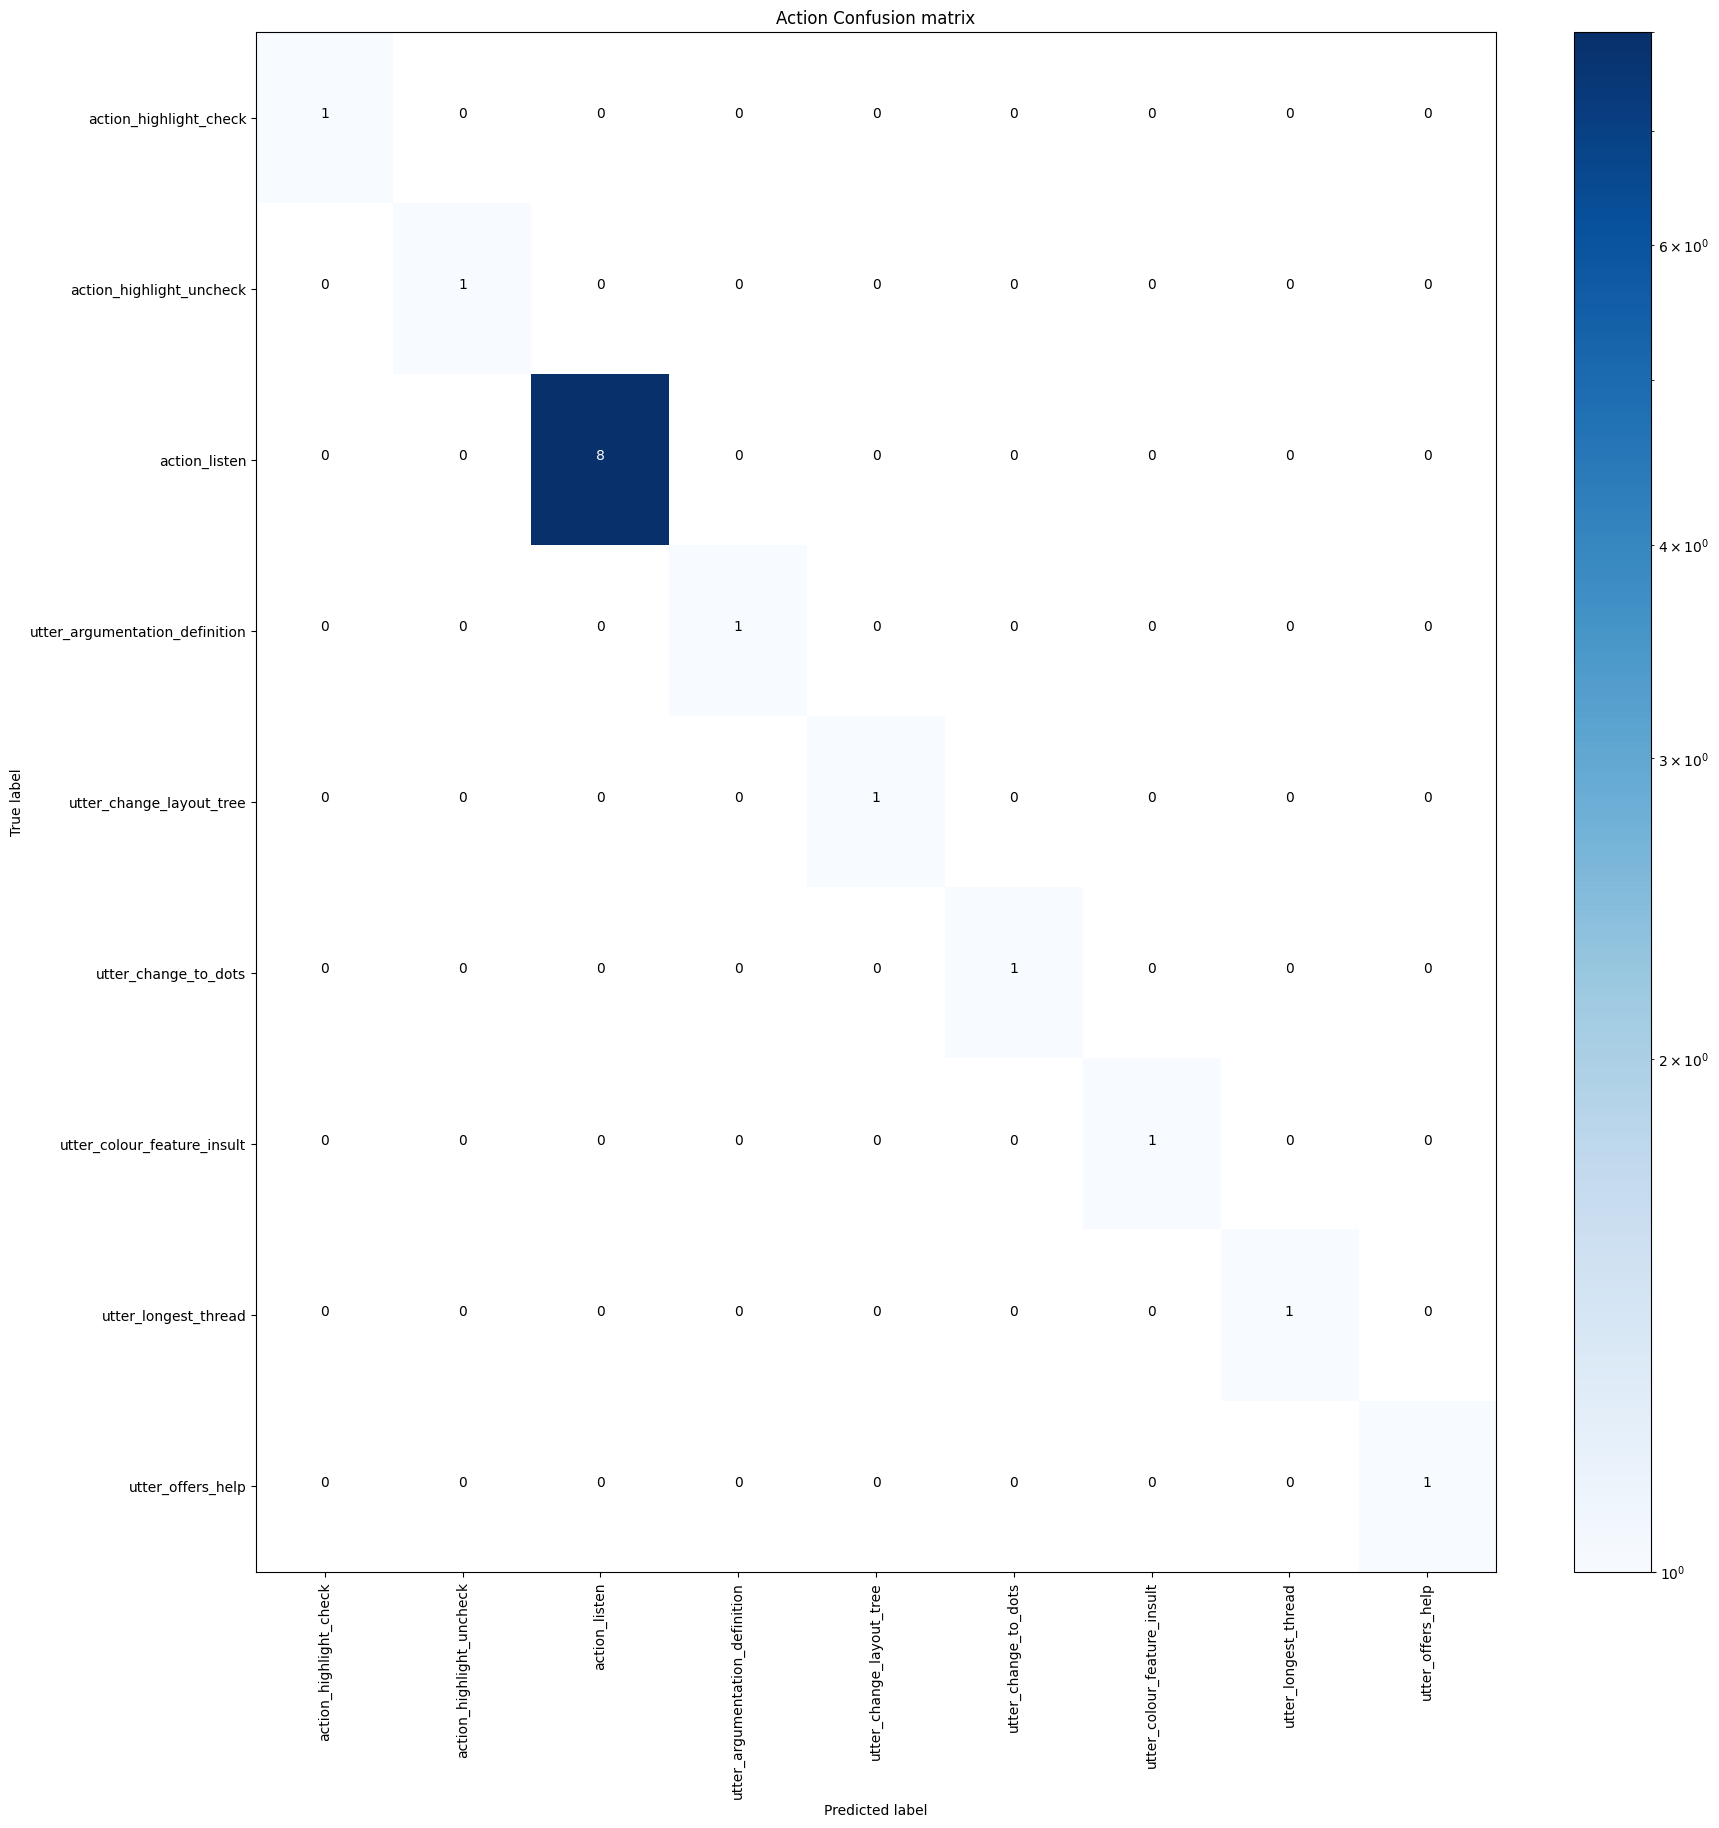 Action Confusion matrix
action_highlight_check 1 0 0 0 0 0 0 0 0
action_highlight_uncheck 0 1 0 0 0 0 0 0 0
action_listen 0 0 8 0 0 0 0 0 0
utter_argumentation_definition 0 0 0 1 0 0 0 0 0
utter_change_layout_tree 0 0 0 0 1 0 0 0 0
utter_change_to_dots 0 0 0 0 0 1 0 0 0
utter_colour_feature_insult 0 0 0 0 0 0 1 0 0
utter_longest_thread 0 0 0 0 0 0 0 1 0
utter_offers_help 0 0 0 0 0 0 0 0 1
True label
action_highlight_check
action_highlight_uncheck
action_listen
utter_argumentation_definition
utter_change_layout_tree
utter_change_to_dots
utter_colour_feature_insult
utter_longest_thread
utter_offers_help
Predicted label
6 × 10⁰
4 × 10⁰
3 × 10⁰
2 × 10⁰
10⁰